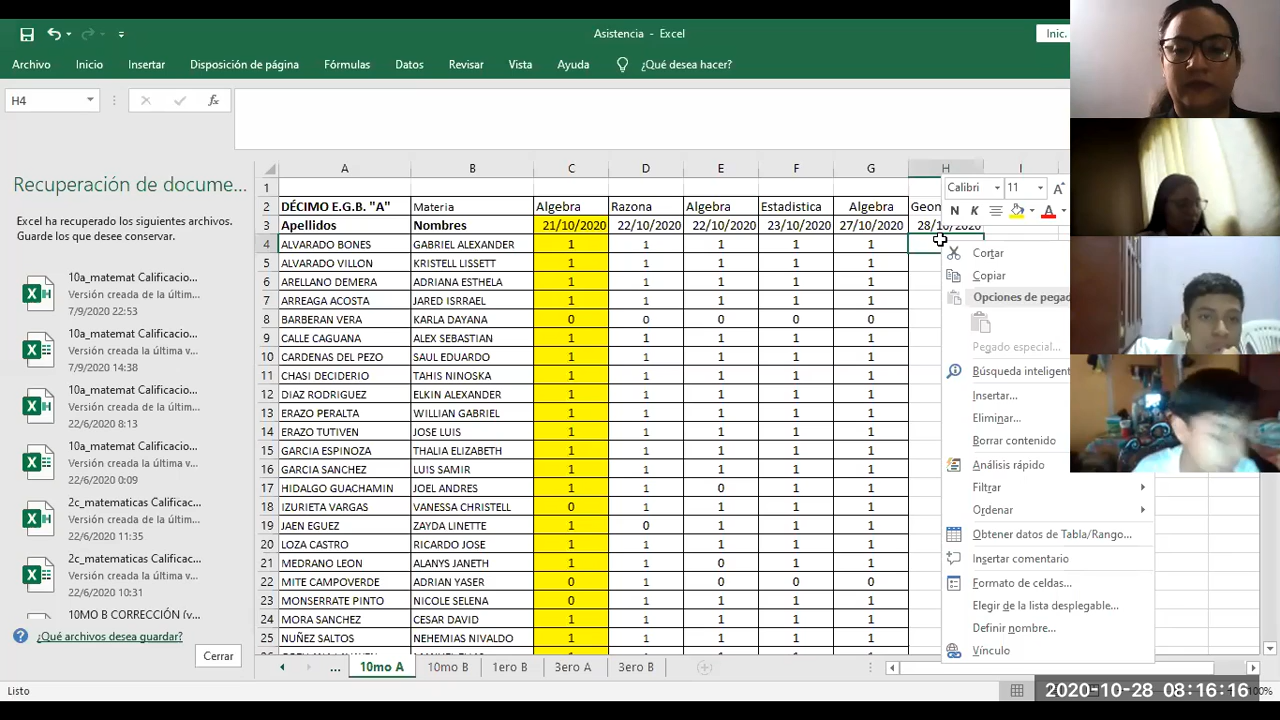 Asistencia - Excel
Inic.
Archivo Inicio Insertar Disposición de página Fórmulas Datos Revisar Vista Ayuda ¿Qué desea hacer?
H4
fx
A B C D E F G H I
Recuperación de docume...
Excel ha recuperado los siguientes archivos.
Guarde los que desee conservar.
10a_matemat Calificacio...
Versión creada de la últim...
7/9/2020 22:53
10a_matemat Calificacio...
Versión creada de la última v...
7/9/2020 14:38
10a_matemat Calificacio...
Versión creada de la última v...
22/6/2020 8:13
10a_matemat Calificacio...
Versión creada de la última v...
22/6/2020 0:09
2c_matematicas Calificac...
Versión creada de la últim...
22/6/2020 11:35
2c_matematicas Calificac...
Versión creada de la última v...
22/6/2020 10:31
10MO B CORRECCIÓN (v...
¿Qué archivos desea guardar?
Cerrar
1
2 DÉCIMO E.G.B. "A" Materia Algebra Razona Algebra Estadistica Algebra Geom
3 Apellidos Nombres 21/10/2020 22/10/2020 22/10/2020 23/10/2020 27/10/2020 28/10/2020
4 ALVARADO BONES GABRIEL ALEXANDER 1 1 1 1 1
5 ALVARADO VILLON KRISTELL LISSETT 1 1 1 1 1
6 ARELLANO DEMERA ADRIANA ESTHELA 1 1 1 1 1
7 ARREAGA ACOSTA JARED ISRRAEL 1 1 1 1 1
8 BARBERAN VERA KARLA DAYANA 0 0 0 0 0
9 CALLE CAGUANA ALEX SEBASTIAN 1 1 1 1 1
10 CARDENAS DEL PEZO SAUL EDUARDO 1 1 1 1 1
11 CHASI DECIDERIO TAHIS NINOSKA 1 1 1 1 1
12 DIAZ RODRIGUEZ ELKIN ALEXANDER 1 1 1 1 1
13 ERAZO PERALTA WILLIAN GABRIEL 1 1 1 1 1
14 ERAZO TUTIVEN JOSE LUIS 1 1 1 1 1
15 GARCIA ESPINOZA THALIA ELIZABETH 1 1 1 1 1
16 GARCIA SANCHEZ LUIS SAMIR 1 1 1 1 1
17 HIDALGO GUACHAMIN JOEL ANDRES 1 1 0 1 1
18 IZURIETA VARGAS VANESSA CHRISTELL 0 1 1 1 1
19 JAEN EGUEZ ZAYDA LINETTE 1 0 1 1 1
20 LOZA CASTRO RICARDO JOSE 1 1 1 1 1
21 MEDRANO LEON ALANYS JANETH 1 1 0 1 1
22 MITE CAMPOVERDE ADRIAN YASER 0 1 0 0 0
23 MONSERRATE PINTO NICOLE SELENA 0 1 1 1 1
24 MORA SANCHEZ CESAR DAVID 1 1 1 1 1
25 NUÑEZ SALTOS NEHEMIAS NIVALDO 1 1 1 1 1
Calibri 11 A
N K A
Cortar
Copiar
Opciones de pegad
Pegado especial...
Búsqueda inteligent
Insertar...
Eliminar...
Borrar contenido
Análisis rápido
Filtrar
Ordenar
Obtener datos de Tabla/Rango...
Insertar comentario
Formato de celdas...
Elegir de la lista desplegable...
Definir nombre...
Vínculo
... 10mo A 10mo B 1ero B 3ero A 3ero B
Listo
2020-10-28 08:16:16
100%